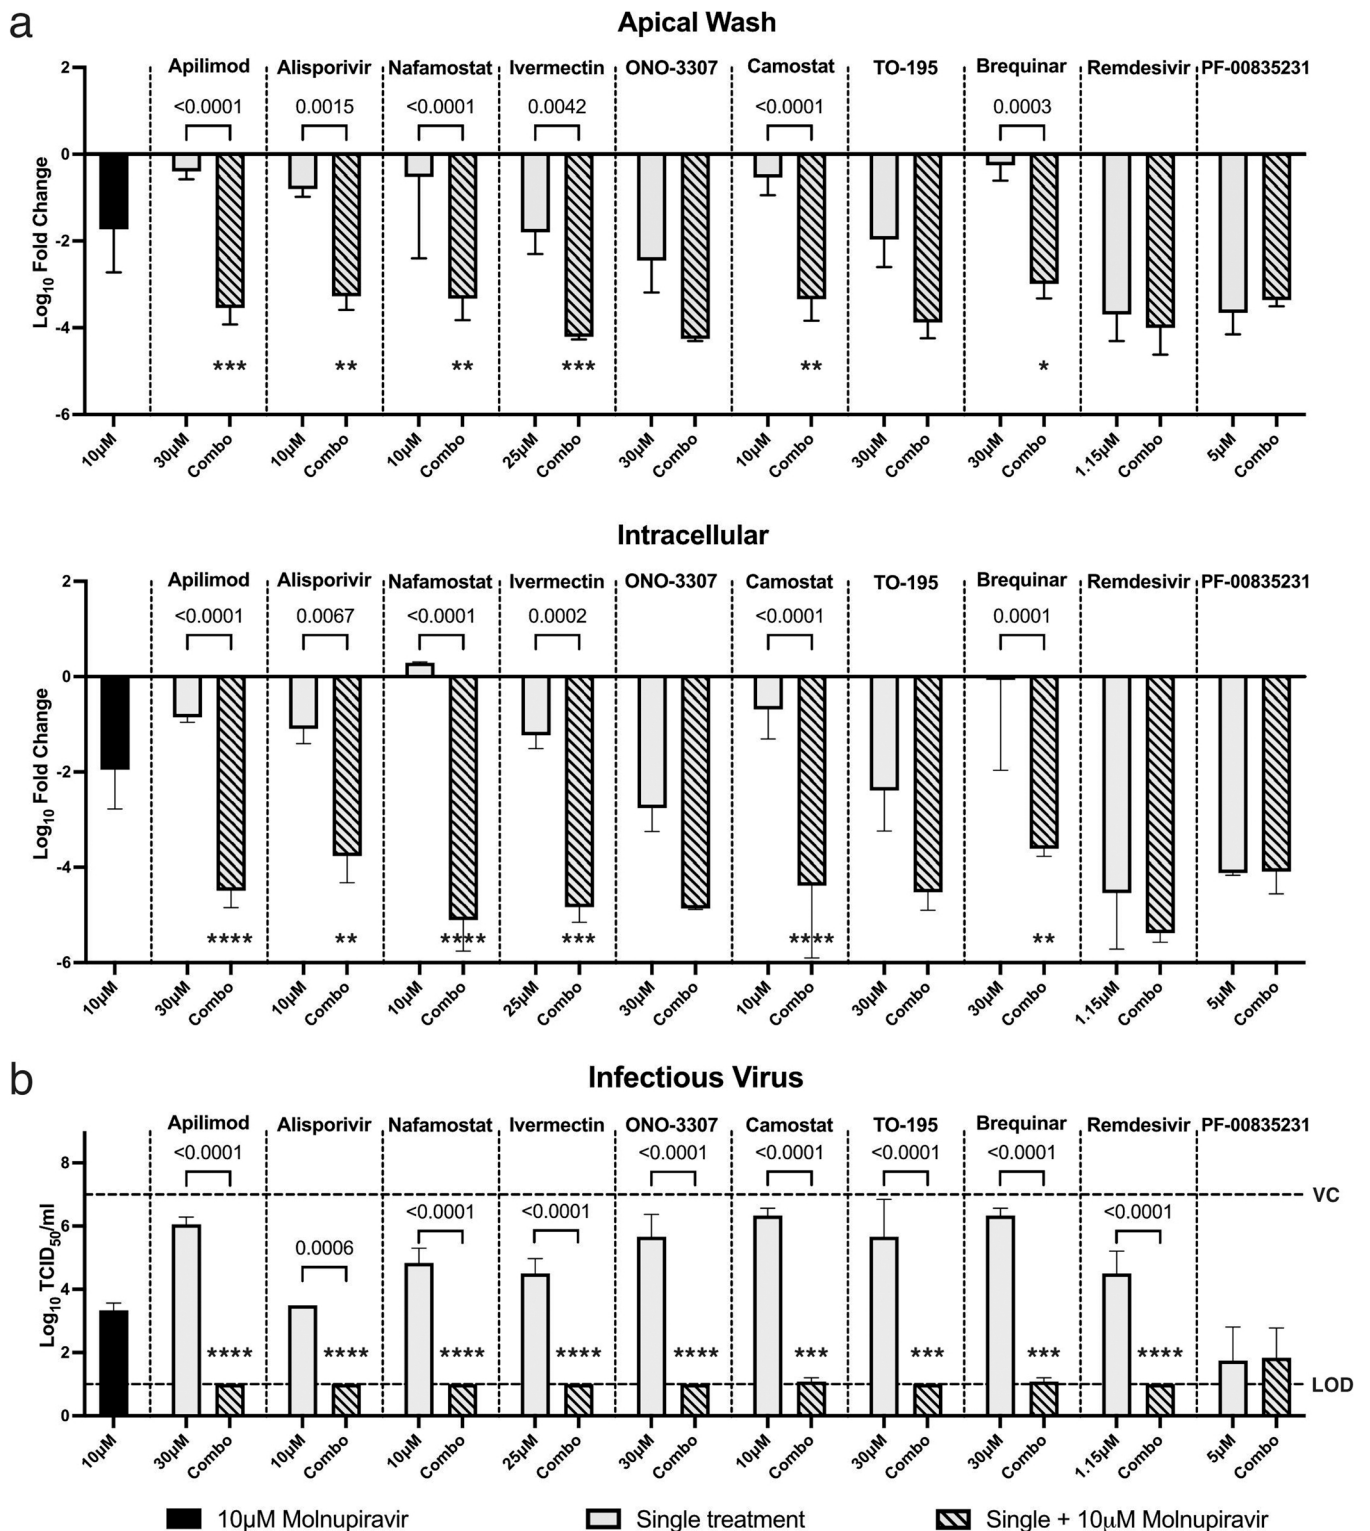 a
Apical Wash
Apilimod Alisporivir Nafamostat Ivermectin ONO-3307 Camostat TO-195 Brequinar Remdesivir PF-00835231
<0.0001 0.0015 <0.0001 0.0042 <0.0001 0.0003
2
0
-2
-4
-6
Log10 Fold Change
*** ** ** *** ** *
10µM 30µM Combo 10µM Combo 10µM Combo 25µM Combo 30µM Combo 10µM Combo 30µM Combo 30µM Combo 1.15µM Combo 5µM Combo
Intracellular
Apilimod Alisporivir Nafamostat Ivermectin ONO-3307 Camostat TO-195 Brequinar Remdesivir PF-00835231
<0.0001 0.0067 <0.0001 0.0002 <0.0001 0.0001
2
0
-2
-4
-6
Log10 Fold Change
**** ** **** *** **** **
10µM 30µM Combo 10µM Combo 10µM Combo 25µM Combo 30µM Combo 10µM Combo 30µM Combo 30µM Combo 1.15µM Combo 5µM Combo
b
Infectious Virus
Apilimod Alisporivir Nafamostat Ivermectin ONO-3307 Camostat TO-195 Brequinar Remdesivir PF-00835231
<0.0001 <0.0001 <0.0001 <0.0001 <0.0001
VC
<0.0001 <0.0001 <0.0001
0.0006
8
6
4
2
0
Log10 TCID50/ml
**** **** **** **** **** *** *** *** ****
LOD
10µM 30µM Combo 10µM Combo 10µM Combo 25µM Combo 30µM Combo 10µM Combo 30µM Combo 30µM Combo 1.15µM Combo 5µM Combo
10µM Molnupiravir Single treatment Single + 10µM Molnupiravir